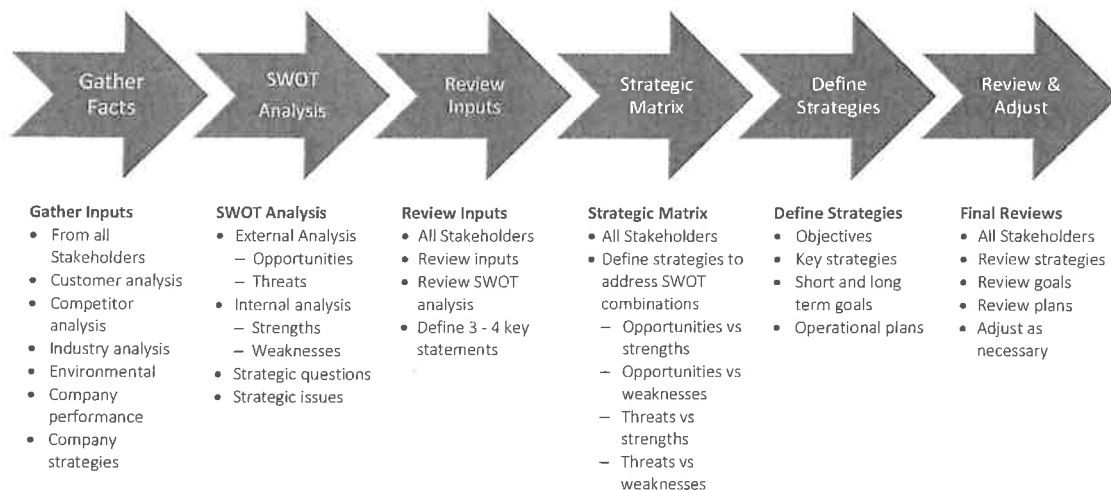 Gather
Facts
SWOT
Analysis
Review
Inputs
Strategic
Matrix
Define
Strategies
Review &
Adjust
Gather Inputs
• From all
Stakeholders
• Customer analysis
• Competitor
analysis
• Industry analysis
• Environmental
• Company
performance
• Company
strategies
SWOT Analysis
• External Analysis
– Opportunities
– Threats
• Internal analysis
– Strengths
– Weaknesses
• Strategic questions
• Strategic issues
Review Inputs
• All Stakeholders
• Review inputs
• Review SWOT
analysis
• Define 3 - 4 key
statements
Strategic Matrix
• All Stakeholders
• Define strategies to
address SWOT
combinations
– Opportunities vs
strengths
– Opportunities vs
weaknesses
– Threats vs
strengths
– Threats vs
weaknesses
Define Strategies
• Objectives
• Key strategies
• Short and long
term goals
• Operational plans
Final Reviews
• All Stakeholders
• Review strategies
• Review goals
• Review plans
• Adjust as
necessary